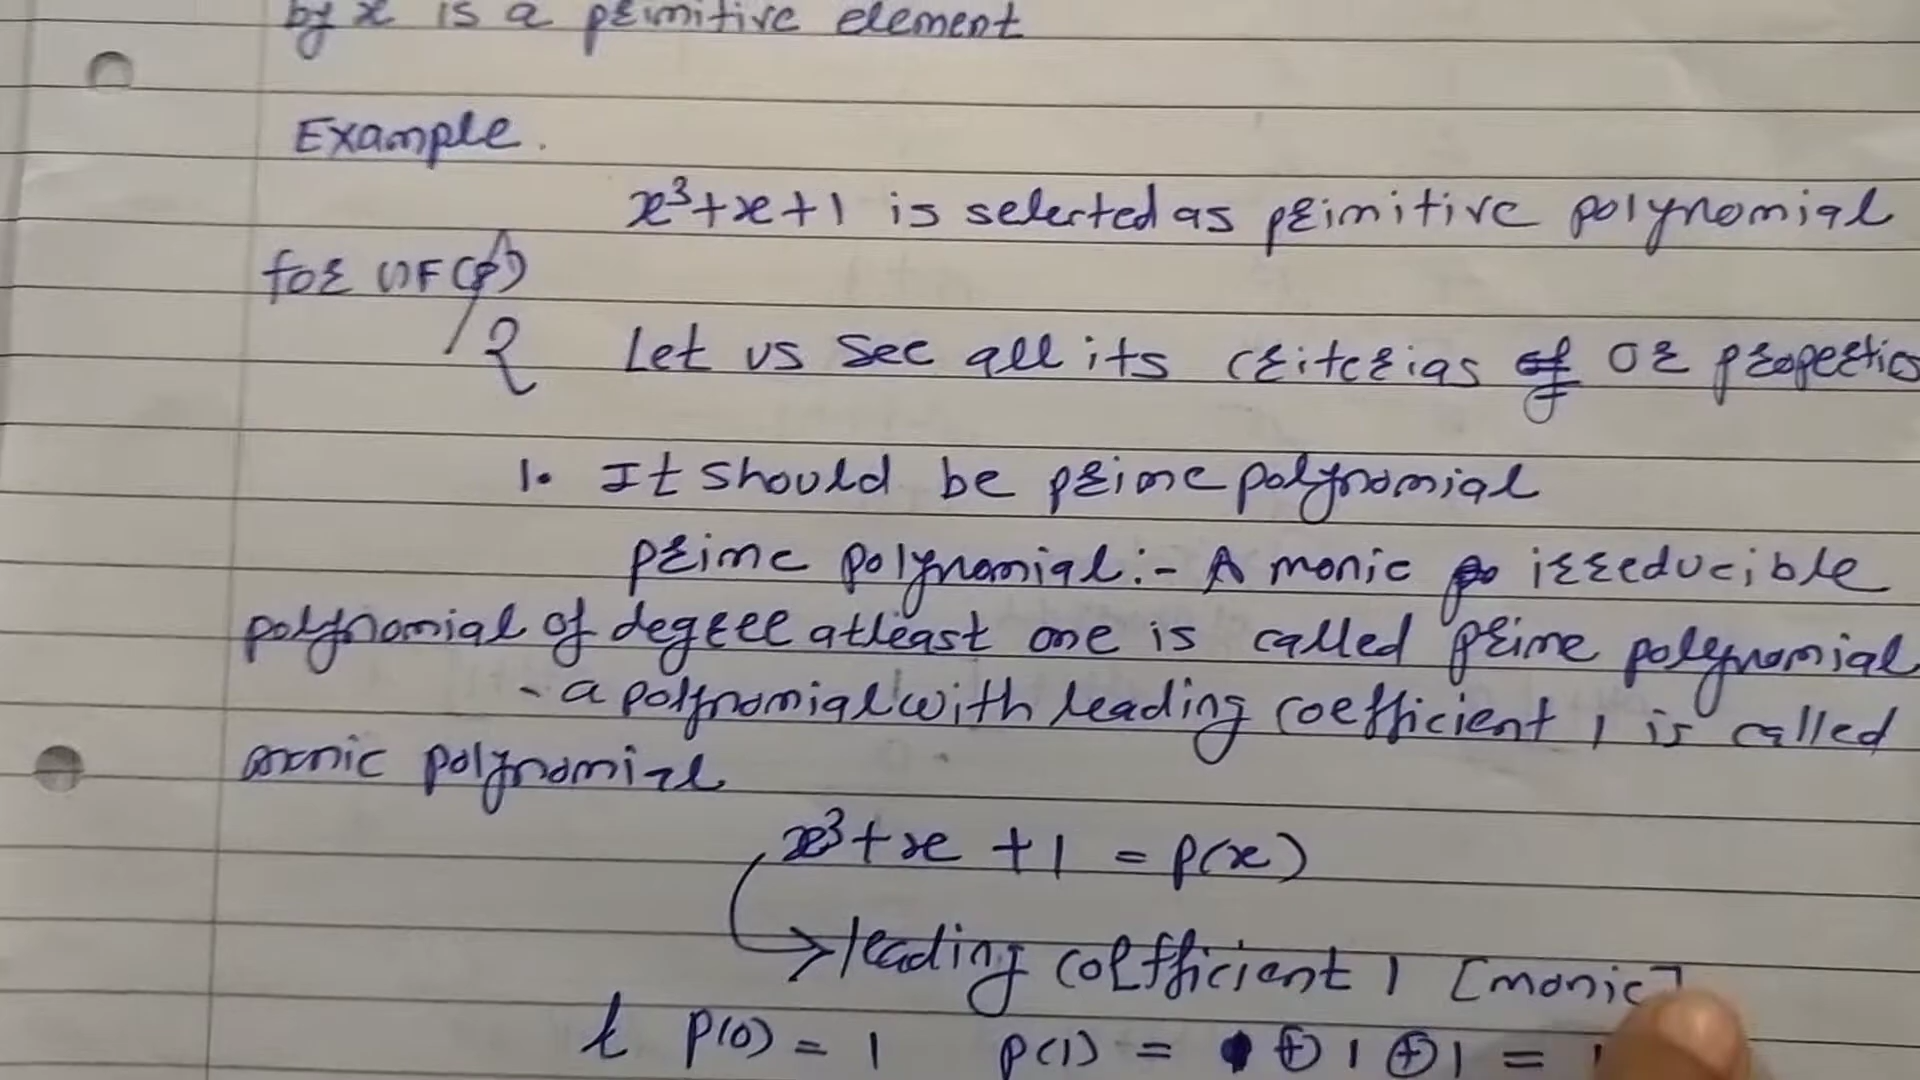 by x is a primitive element
Example.
x³+x+1 is selected as primitive polynomial
for GF(
2 Let us see all its criterias of or properties
1. It should be prime polynomial
prime polynomial:- A monic irreducible
polynomial of degree atleast one is called prime polynomial
- a polynomial with leading coefficient 1 is called
monic polynomial
x³+x+1 = p(x)
→ leading coefficient 1 [monic]
p(0) = 1 p(1) = ⊕ 1 ⊕ 1 =